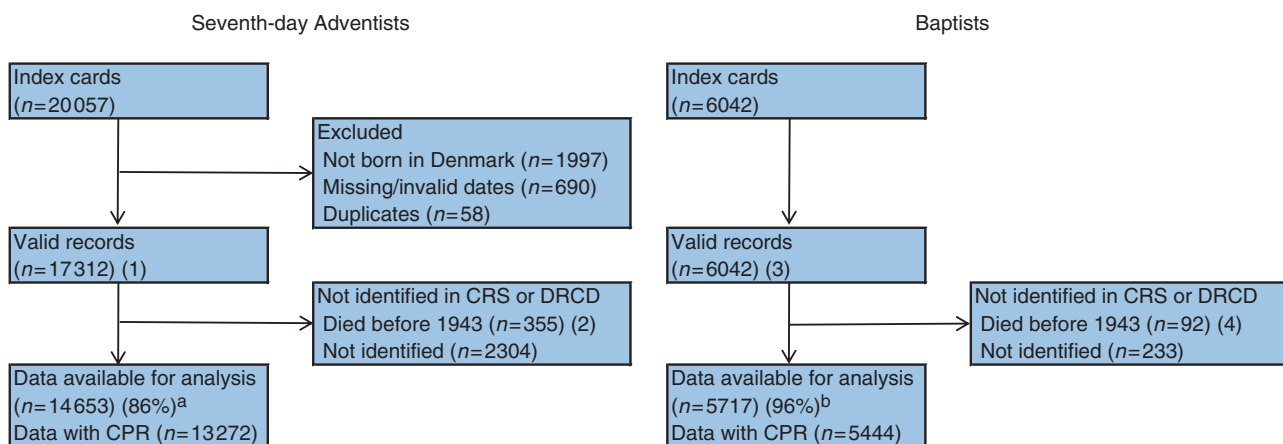 Seventh-day Adventists
Index cards
(n=20057)
Excluded
Not born in Denmark (n=1997)
Missing/invalid dates (n=690)
Duplicates (n=58)
Valid records
(n=17312) (1)
Not identified in CRS or DRCD
Died before 1943 (n=355) (2)
Not identified (n=2304)
Data available for analysis
(n=14653) (86%)a
Data with CPR (n=13272)
Baptists
Index cards
(n=6042)
Valid records
(n=6042) (3)
Not identified in CRS or DRCD
Died before 1943 (n=92) (4)
Not identified (n=233)
Data available for analysis
(n=5717) (96%)b
Data with CPR (n=5444)